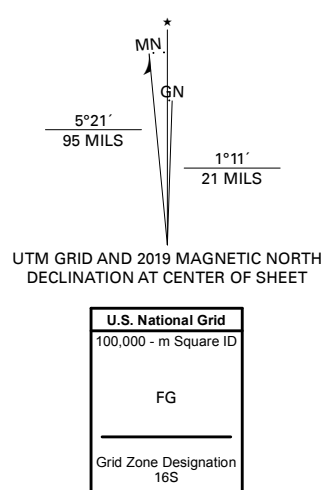 MN
GN
5°21´
95 MILS
1°11´
21 MILS
UTM GRID AND 2019 MAGNETIC NORTH
DECLINATION AT CENTER OF SHEET
U.S. National Grid
100,000 - m Square ID
FG
Grid Zone Designation
16S